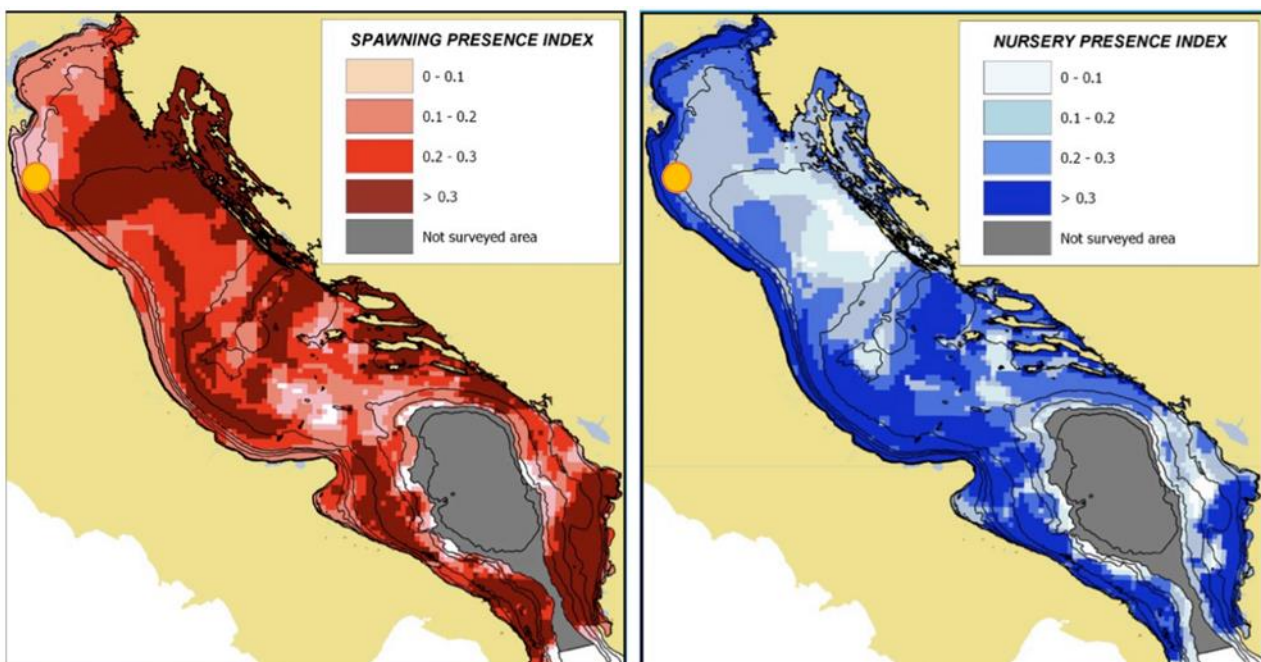 SPAWNING PRESENCE INDEX
0 - 0.1
0.1 - 0.2
0.2 - 0.3
> 0.3
Not surveyed area
NURSERY PRESENCE INDEX
0 - 0.1
0.1 - 0.2
0.2 - 0.3
> 0.3
Not surveyed area